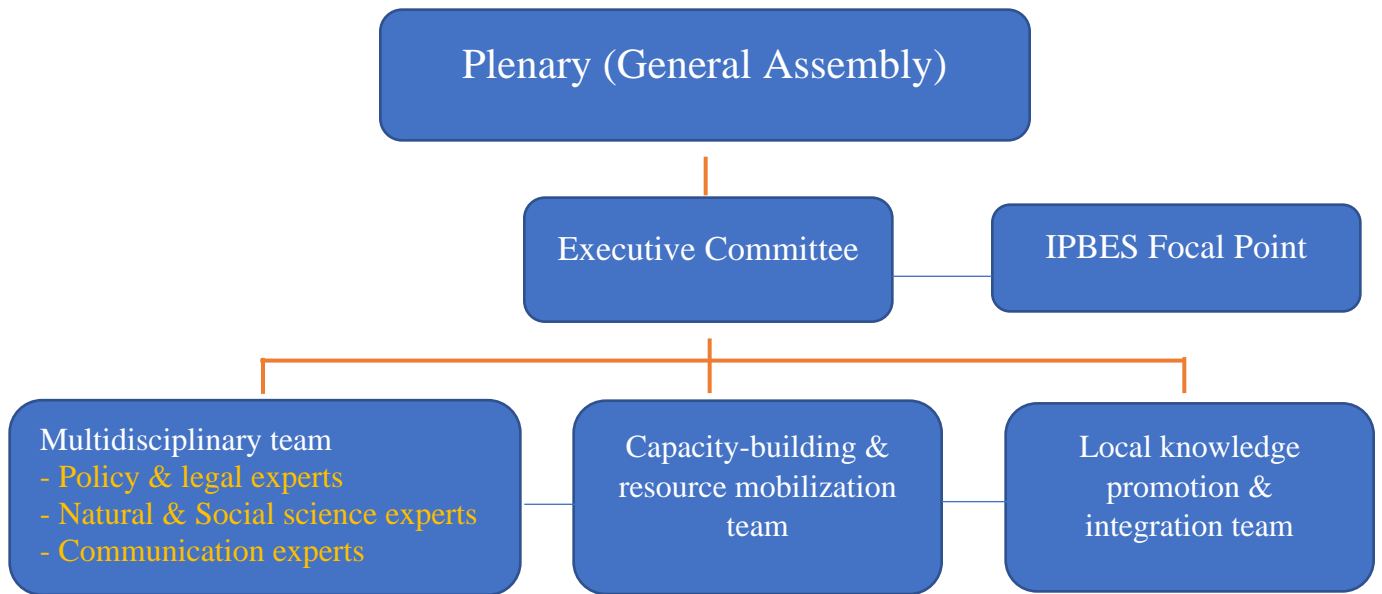 Plenary (General Assembly)
Executive Committee
IPBES Focal Point
Multidisciplinary team
- Policy & legal experts
- Natural & Social science experts
- Communication experts
Capacity-building &
resource mobilization
team
Local knowledge
promotion &
integration team